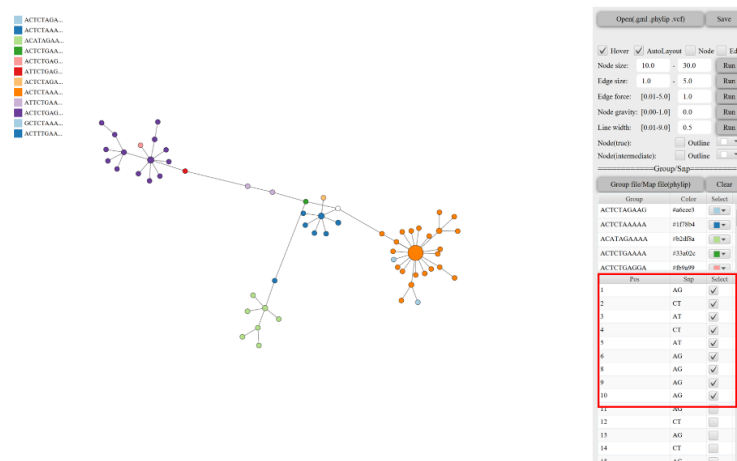 ACTCTAGA...
ACTCTAAA...
ACATAGAA...
ACTCTGAA...
ACTCTGAG...
ATTCTGAG...
ACTCTAGA...
ACTCTAAA...
ATTCTGAA...
ACTCTGAG...
GCTCTAAA...
ACTTTGAA...
Open(.gml .phylip .vcf) Save
Hover AutoLayout Node Ed
Node size: 10.0 - 30.0 Run
Edge size: 1.0 - 5.0 Run
Edge force: [0.01-5.0] 1.0 Run
Node gravity: [0.00-1.0] 0.0 Run
Line width: [0.01-9.0] 0.5 Run
Node(true): Outline
Node(intermediate): Outline
Group/Snp
Group file/Map file(phylip) Clear
Group Color Select
ACTCTAGAAG #a6cee3
ACTCTAAAAA #1f78b4
ACATAGAAAA #b2df8a
ACTCTGAAAA #33a02c
ACTCTGAGGA #fb9a99
Pos Snp Select
1 AG
2 CT
3 AT
4 CT
5 AT
6 AG
8 AG
9 AG
10 AG
11 AG
12 CT
13 AG
14 CT
15 AG